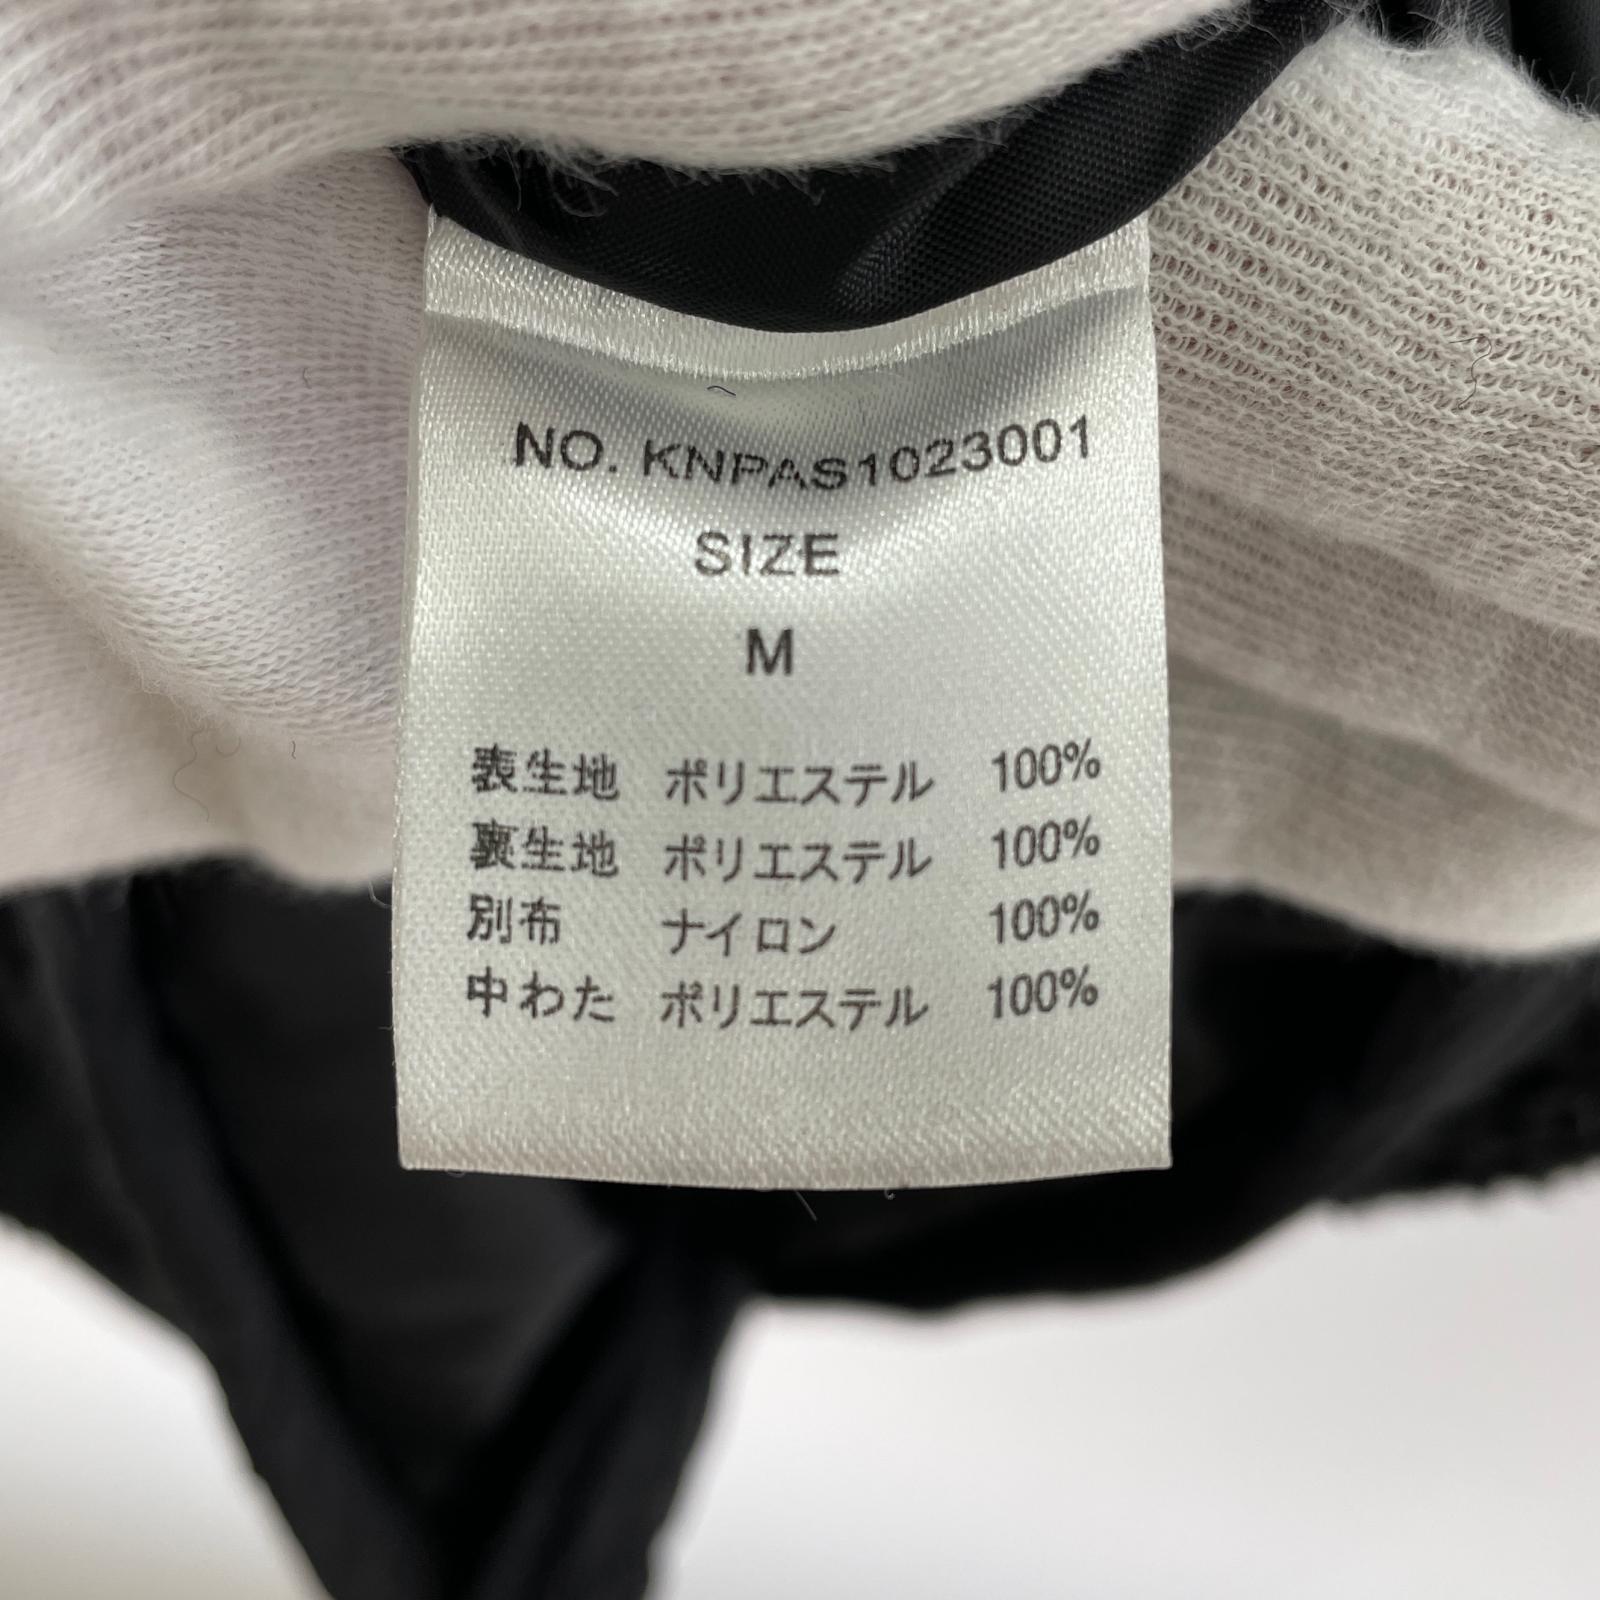 NO. KNPAS1023001
SIZE
M
表生地 ポリエステル 100%
裏生地 ポリエステル 100%
別布 ナイロン 100%
中わた ポリエステル 100%